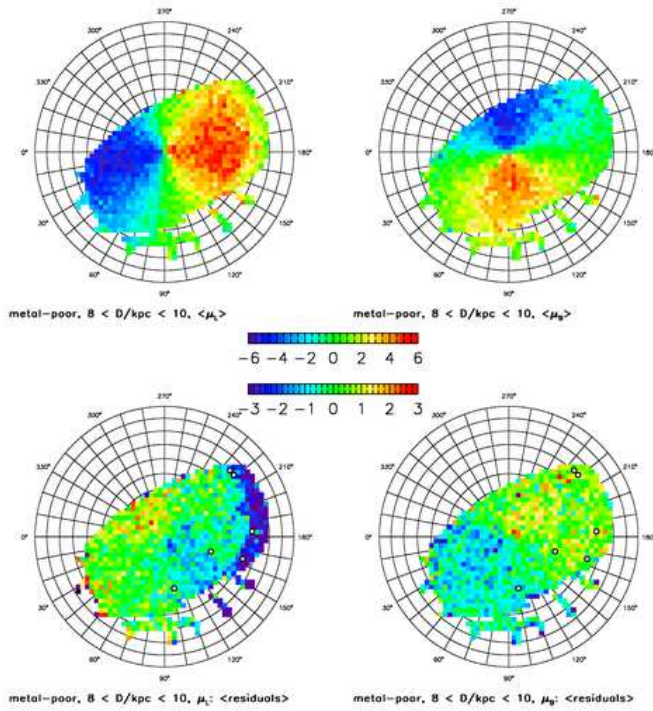 270° 270°
300° 240° 300° 240°
330° 210° 330° 210°
0° 180° 0° 180°
30° 150° 30° 150°
60° 120° 60° 120°
90° 90°
metal-poor, 8 < D/kpc < 10, <μL> metal-poor, 8 < D/kpc < 10, <μB>
-6 -4 -2 0 2 4 6
-3 -2 -1 0 1 2 3
270° 270°
300° 240° 300° 240°
330° 210° 330° 210°
0° 180° 0° 180°
30° 150° 30° 150°
60° 120° 60° 120°
90° 90°
metal-poor, 8 < D/kpc < 10, μL: <residuals> metal-poor, 8 < D/kpc < 10, μB: <residuals>